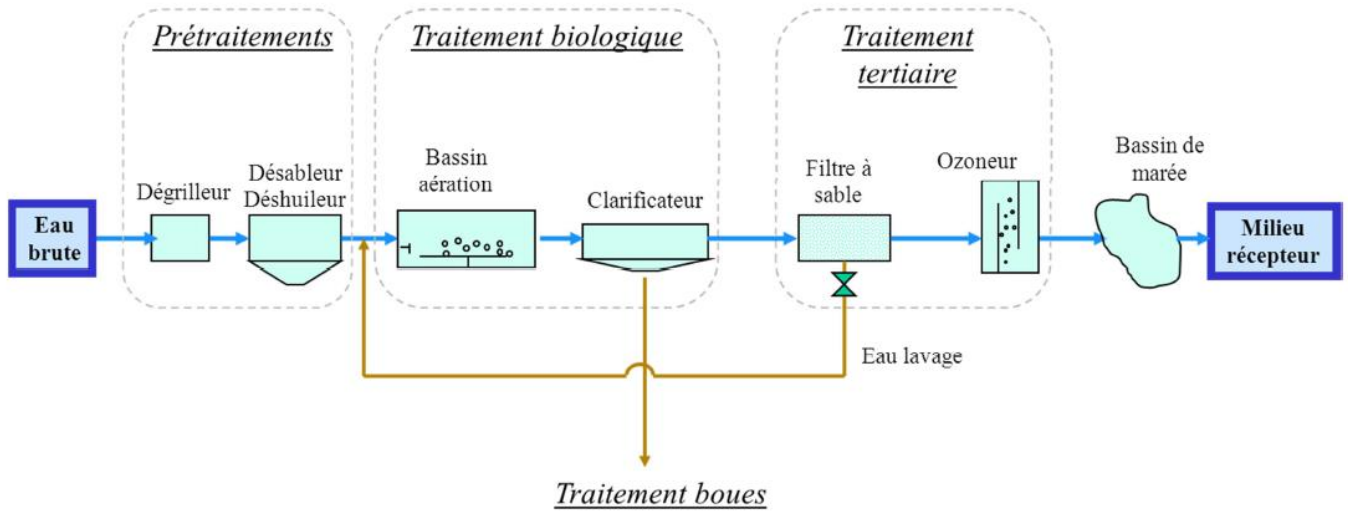 Prétraitements
Traitement biologique
Traitement
tertiaire
Eau
brute
Dégrilleur
Désableur
Déshuileur
Bassin
aération
Clarificateur
Filtre à
sable
Ozoneur
Bassin de
marée
Milieu
récepteur
Eau lavage
Traitement boues